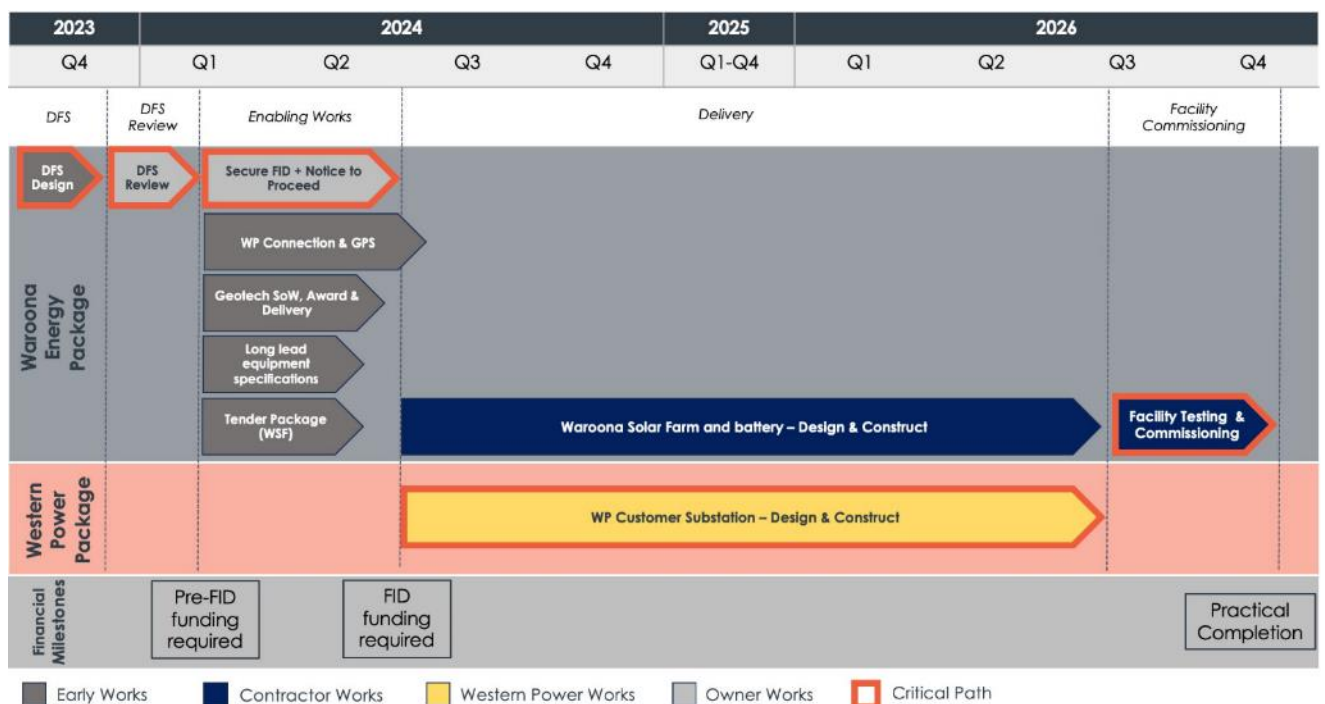 2023 2024 2025 2026
Q4 Q1 Q2 Q3 Q4 Q1-Q4 Q1 Q2 Q3 Q4
DFS
DFS
Review
Enabling Works
Delivery
Facility
Commissioning
Waroona
Energy
Package
DFS
Design
DFS
Review
Secure FID + Notice to
Proceed
WP Connection & GPS
Geotech SoW, Award &
Delivery
Long lead
equipment
specifications
Tender Package
(WSF)
Waroona Solar Farm and battery – Design & Construct
Facility Testing &
Commissioning
Western
Power
Package
WP Customer Substation – Design & Construct
Financial
Milestones
Pre-FID
funding
required
FID
funding
required
Practical
Completion
Early Works
Contractor Works
Western Power Works
Owner Works
Critical Path